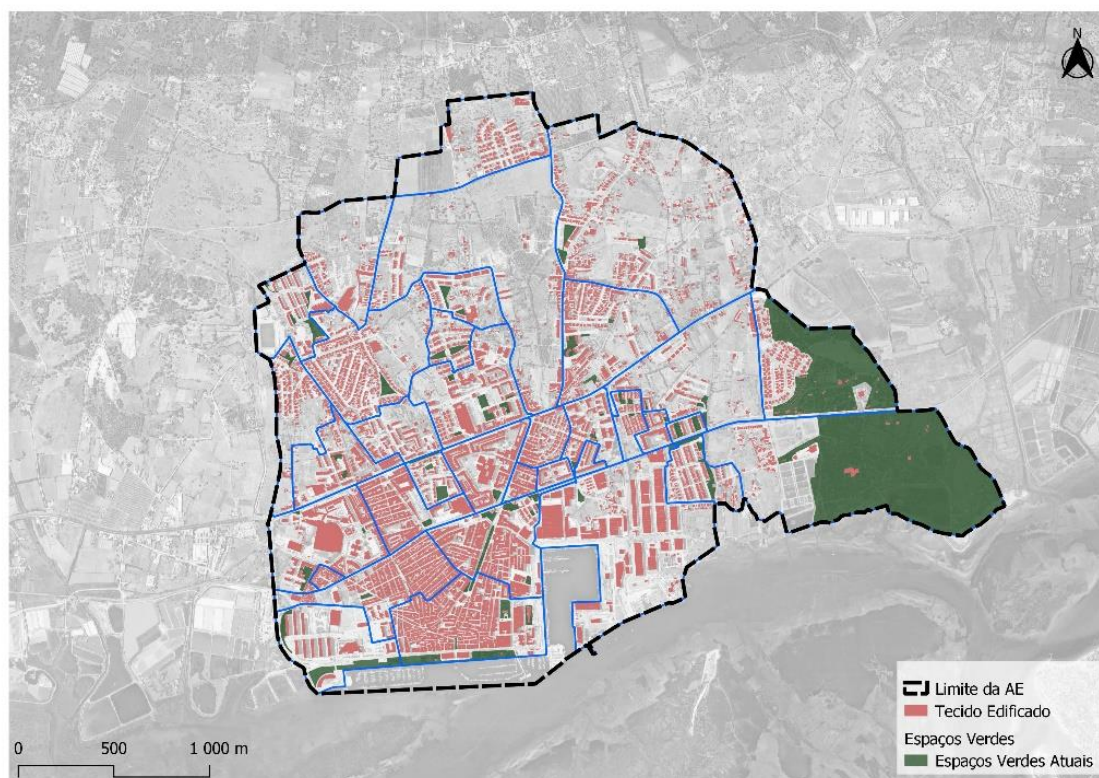 N
Limite da AE
Tecido Edificado
Espaços Verdes
Espaços Verdes Atuais
0 500 1 000 m